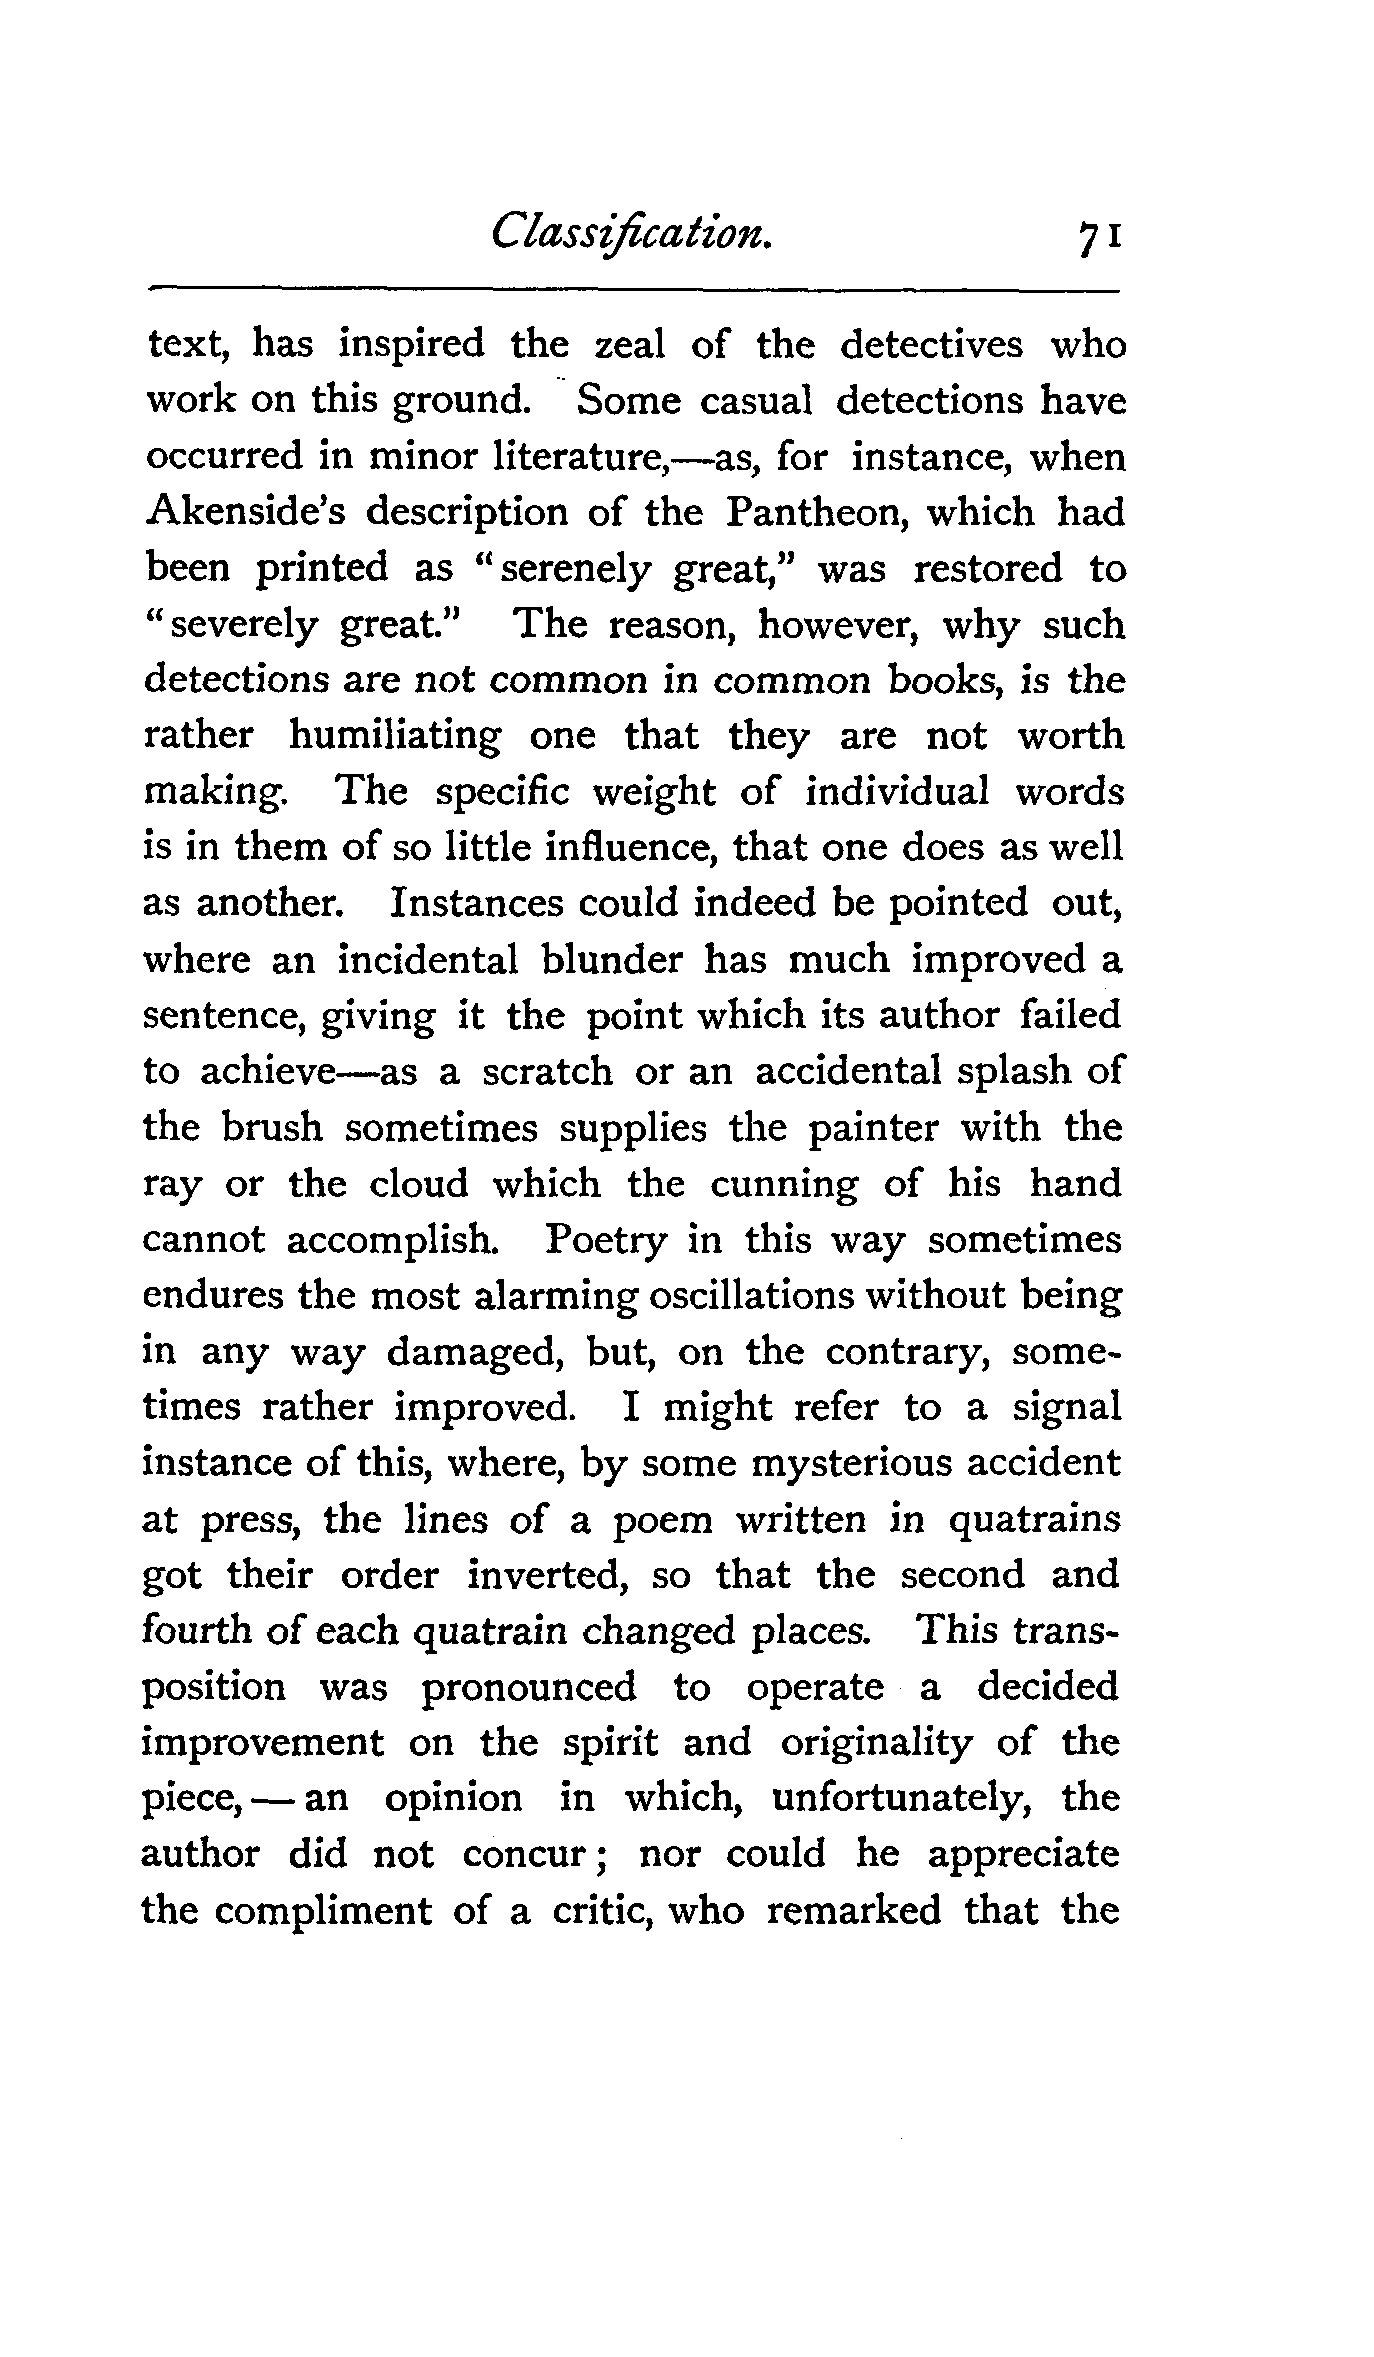 Classification. 71
text, has inspired the zeal of the detectives who
work on this ground. Some casual detections have
occurred in minor literature,—as, for instance, when
Akenside's description of the Pantheon, which had
been printed as "serenely great," was restored to
"severely great." The reason, however, why such
detections are not common in common books, is the
rather humiliating one that they are not worth
making. The specific weight of individual words
is in them of so little influence, that one does as well
as another. Instances could indeed be pointed out,
where an incidental blunder has much improved a
sentence, giving it the point which its author failed
to achieve—as a scratch or an accidental splash of
the brush sometimes supplies the painter with the
ray or the cloud which the cunning of his hand
cannot accomplish. Poetry in this way sometimes
endures the most alarming oscillations without being
in any way damaged, but, on the contrary, some-
times rather improved. I might refer to a signal
instance of this, where, by some mysterious accident
at press, the lines of a poem written in quatrains
got their order inverted, so that the second and
fourth of each quatrain changed places. This trans-
position was pronounced to operate a decided
improvement on the spirit and originality of the
piece,— an opinion in which, unfortunately, the
author did not concur; nor could he appreciate
the compliment of a critic, who remarked that the